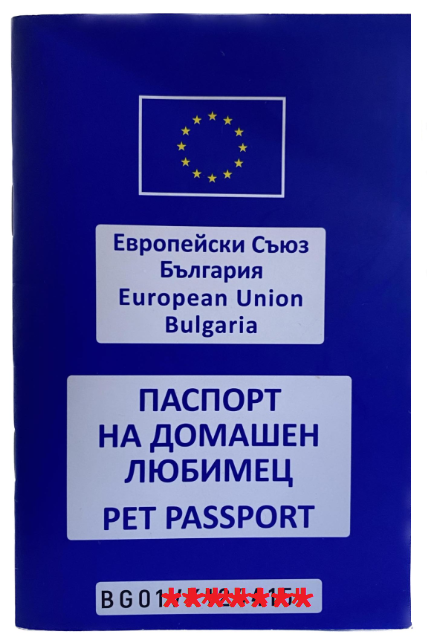 Европейски Съюз
България
European Union
Bulgaria
ПАСПОРТ
НА ДОМАШЕН
ЛЮБИМЕЦ
PET PASSPORT
BG01